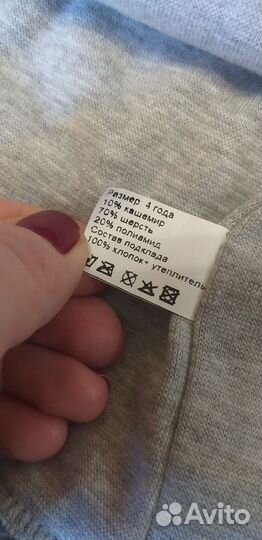 Размер: 4 года
10% кашемир
70% шерсть
20% полиамид
Состав подклада
100% хлопок* утеплитель
Avito